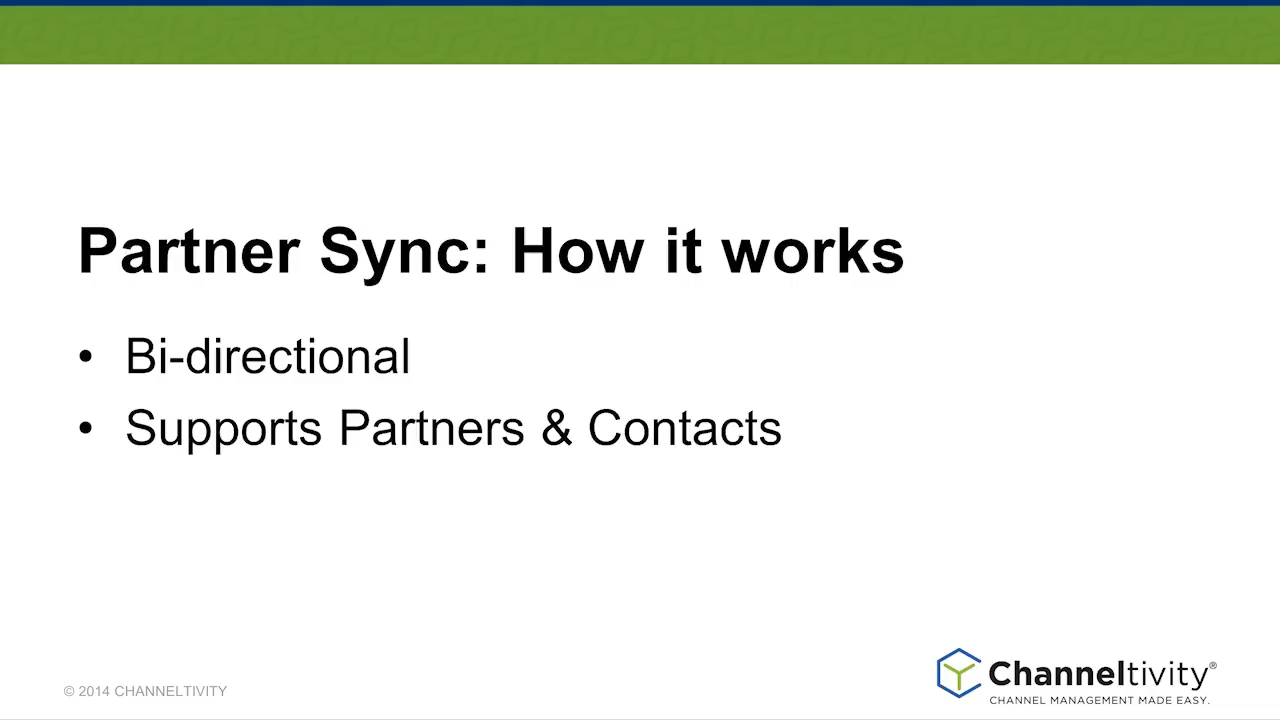 Partner Sync: How it works
• Bi-directional
• Supports Partners & Contacts
© 2014 CHANNELTIVITY
Channeltivity®
CHANNEL MANAGEMENT MADE EASY.